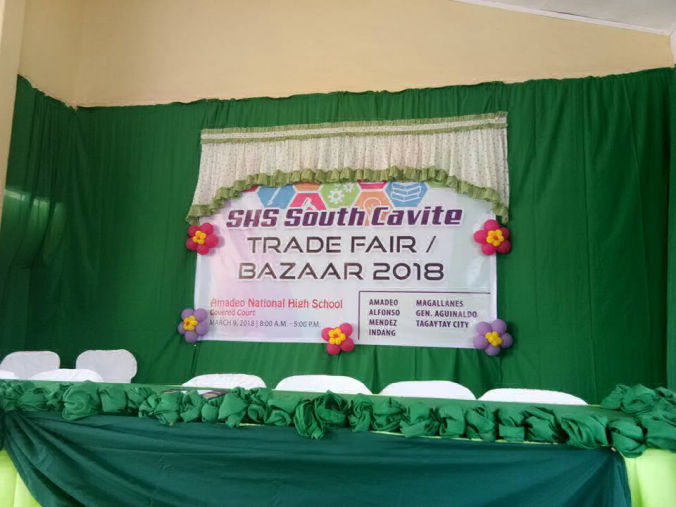 SHS South Cavite
TRADE FAIR /
BAZAAR 2018
Amadeo National High School
Covered Court
MARCH 9, 2018 | 8:00 A.M. - 5:00 P.M.
AMADEO
ALFONSO
MENDEZ
INDANG
MAGALLANES
GEN. AGUINALDO
TAGAYTAY CITY